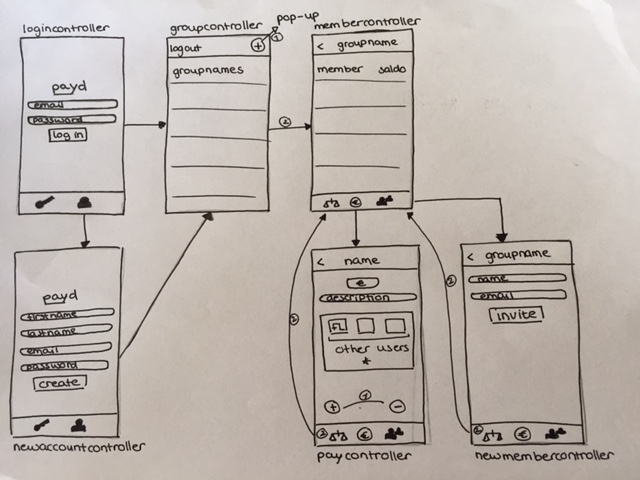 logincontroller
payd
email
password
log in
groupcontroller
pop-up
1
logout +
groupnames
2
membercontroller
< groupname
member saldo
€
payd
firstname
lastname
email
password
create
newaccountcontroller
< name
€
description
FL
other users
*
1
+ −
2
€
paycontroller
2
< groupname
name
email
invite
€
newmembercontroller